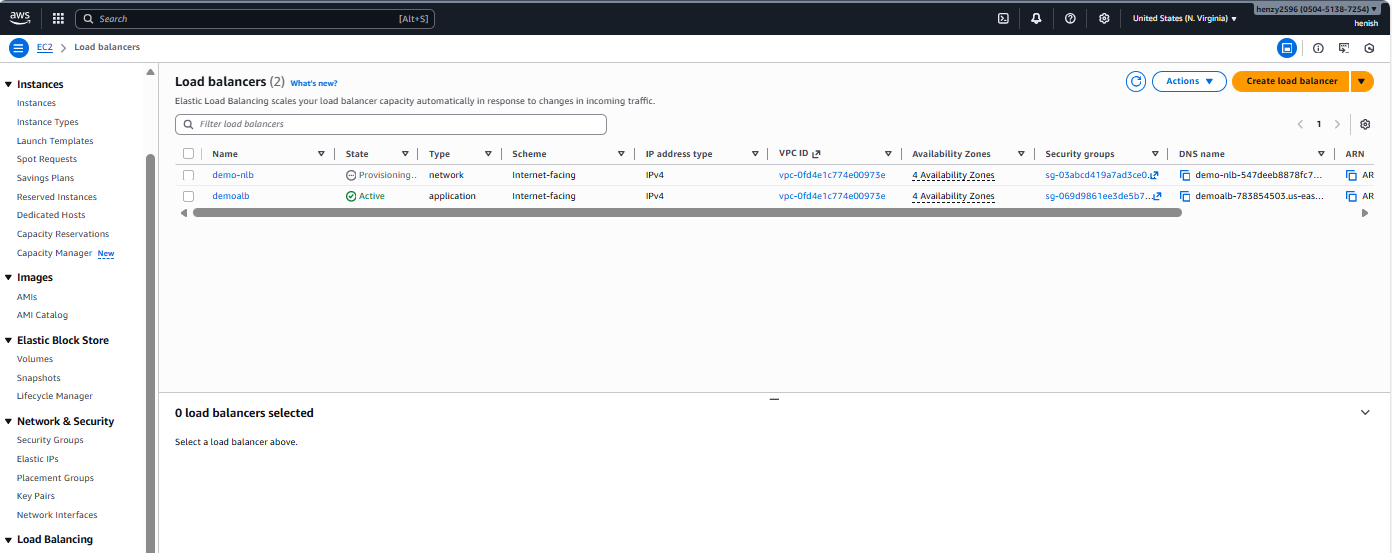 henzy2596 (0504-5138-7254) ▼
aws Search [Alt+S] United States (N. Virginia) ▼
henish
EC2 > Load balancers
Instances
Instances
Instance Types
Launch Templates
Spot Requests
Savings Plans
Reserved Instances
Dedicated Hosts
Capacity Reservations
Capacity Manager New
Images
AMIs
AMI Catalog
Elastic Block Store
Volumes
Snapshots
Lifecycle Manager
Network & Security
Security Groups
Elastic IPs
Placement Groups
Key Pairs
Network Interfaces
Load Balancing
Load balancers (2) What's new?
Actions Create load balancer
Elastic Load Balancing scales your load balancer capacity automatically in response to changes in incoming traffic.
Filter load balancers
1
Name State Type Scheme IP address type VPC ID Availability Zones Security groups DNS name ARN
demo-nlb Provisioning... network Internet-facing IPv4 vpc-0fd4e1c774e00973e 4 Availability Zones sg-03abcd419a7ad3ce0... demo-nlb-547deeb8878fc7... AR
demoalb Active application Internet-facing IPv4 vpc-0fd4e1c774e00973e 4 Availability Zones sg-069d9861ee3de5b7... demoalb-783854503.us-eas... AR
0 load balancers selected
Select a load balancer above.